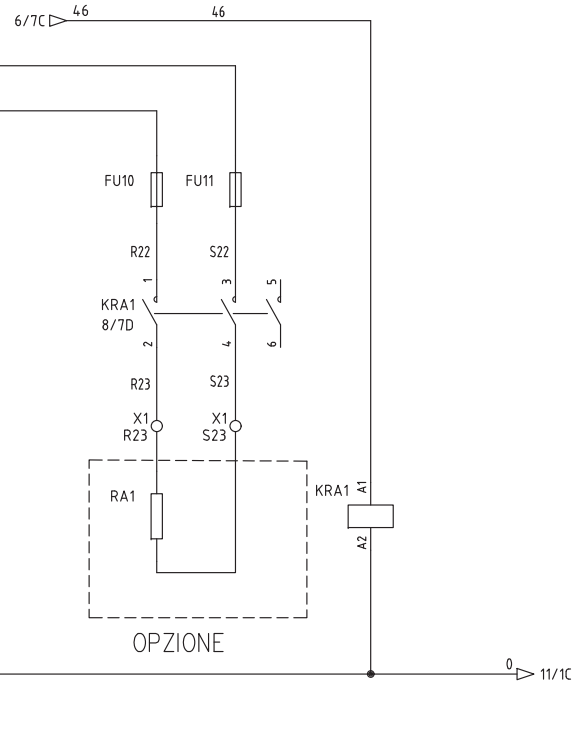 46
46
6/7C
FU10
FU11
R22
S22
1
3
5
KRA1
8/7D
2
4
6
R23
S23
X1
R23
X1
S23
RA1
KRA1
A1
A2
OPZIONE
0
11/1C